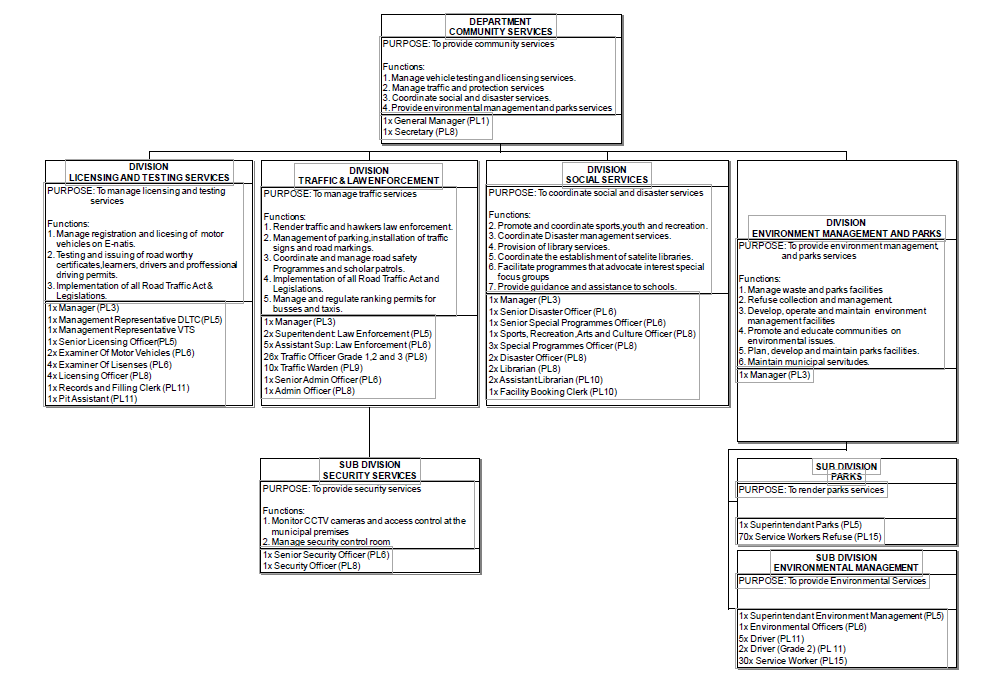 DEPARTMENT
COMMUNITY SERVICES
PURPOSE: To provide community services
Functions:
1. Manage vehicle testing and licensing services.
2. Manage traffic and protection services
3. Coordinate social and disaster services.
4. Provide environmental management and parks services
1x General Manager (PL1)
1x Secretary (PL8)
DIVISION
LICENSING AND TESTING SERVICES
PURPOSE: To manage licensing and testing
services
Functions:
1. Manage registration and licesing of motor
vehicles on E-natis.
2. Testing and issuing of road worthy
certificates,learners, drivers and proffessional
driving permits.
3. Implementation of all Road Traffic Act &
Legislations.
1x Manager (PL3)
1x Management Representative DLTC(PL5)
1x Management Representative VTS
1x Senior Licensing Officer(PL5)
2x Examiner Of Motor Vehicles (PL6)
4x Examiner Of Lisenses (PL6)
4x Licensing Officer (PL8)
1x Records and Filling Clerk (PL11)
1x Pit Assistant (PL11)
DIVISION
TRAFFIC & LAW ENFORCEMENT
PURPOSE: To manage traffic services
Functions:
1. Render traffic and hawkers law enforcement.
2. Management of parking,installation of traffic
signs and road markings.
3. Coordinate and manage road safety
Programmes and scholar patrols.
4. Implementation of all Road Traffic Act and
Legislations.
5. Manage and regulate ranking permits for
busses and taxis.
1x Manager (PL3)
2x Superintendent: Law Enforcement (PL5)
5x Assistant Sup: Law Enforcement (PL6)
26x Traffic Officer Grade 1,2 and 3 (PL8)
10x Traffic Warden (PL9)
1x Senior Admin Officer (PL6)
1x Admin Officer (PL8)
DIVISION
SOCIAL SERVICES
PURPOSE: To coordinate social and disaster services
Functions:
2. Promote and coordinate sports,youth and recreation.
3. Coordinate Disaster management services.
4. Provision of library services.
5. Coordinate the establishment of satelite libraries.
6. Facilitate programmes that advocate interest special
focus groups
7. Provide guidance and assistance to schools.
1x Manager (PL3)
1x Senior Disaster Officer (PL 6)
1x Senior Special Programmes Officer (PL6)
1x Sports, Recreation,Arts and Culture Officer (PL8)
3x Special Programmes Officer (PL8)
2x Disaster Officer (PL8)
2x Librarian (PL8)
2x Assistant Librarian (PL10)
1x Facility Booking Clerk (PL10)
DIVISION
ENVIRONMENT MANAGEMENT AND PARKS
PURPOSE: To provide environment management,
and parks services
Functions:
1. Manage waste and parks facilities
2. Refuse collection and management.
3. Develop, operate and maintain environment
management facilities
4. Promote and educate communities on
environmental issues.
5. Plan, develop and maintain parks facilities.
6. Maintain municipal servitudes.
1x Manager (PL3)
SUB DIVISION
SECURITY SERVICES
PURPOSE: To provide security services
Functions:
1. Monitor CCTV cameras and access control at the
municipal premises
2. Manage security control room
1x Senior Security Officer (PL6)
1x Security Officer (PL8)
SUB DIVISION
PARKS
PURPOSE: To render parks services
1x Superintendant Parks (PL5)
70x Service Workers Refuse (PL15)
SUB DIVISION
ENVIRONMENTAL MANAGEMENT
PURPOSE: To provide Environmental Services
1x Superintendant Environment Management (PL5)
1x Environmental Officers (PL6)
5x Driver (PL11)
2x Driver (Grade 2) (PL 11)
30x Service Worker (PL15)